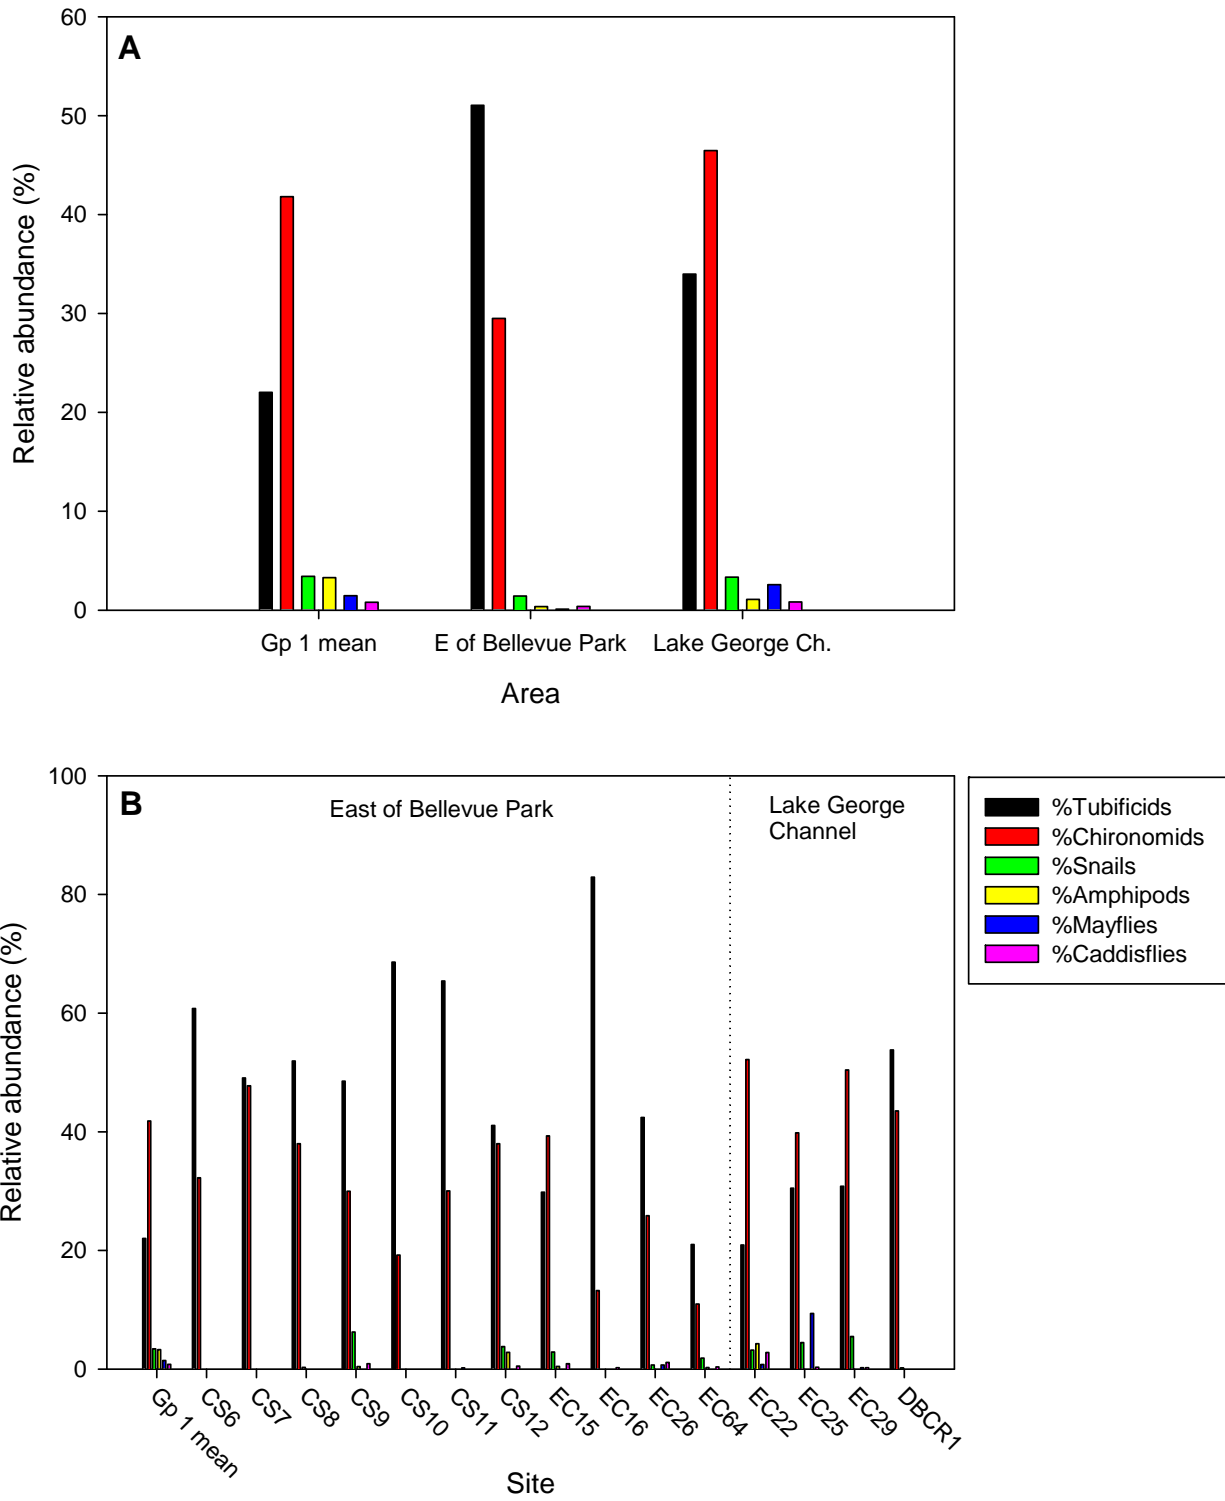 A
60
50
40
30
20
10
0
Relative abundance (%)
Gp 1 mean
E of Bellevue Park
Lake George Ch.
Area
B
100
80
60
40
20
0
Relative abundance (%)
East of Bellevue Park
Lake George
Channel
%Tubificids
%Chironomids
%Snails
%Amphipods
%Mayflies
%Caddisflies
Gp 1 mean
CS6
CS7
CS8
CS9
CS10
CS11
CS12
EC15
EC16
EC26
EC64
EC22
EC25
EC29
DBCR1
Site